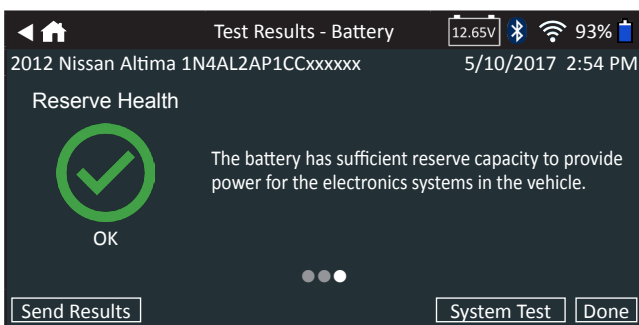 Test Results - Battery 12.65V 93%
2012 Nissan Altima 1N4AL2AP1CCxxxxxx 5/10/2017 2:54 PM
Reserve Health
The battery has sufficient reserve capacity to provide
power for the electronics systems in the vehicle.
OK
Send Results System Test Done